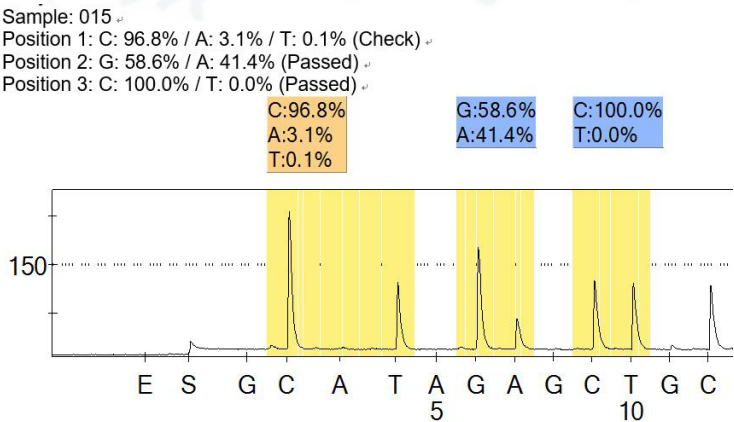 Sample: 015
Position 1: C: 96.8% / A: 3.1% / T: 0.1% (Check)
Position 2: G: 58.6% / A: 41.4% (Passed)
Position 3: C: 100.0% / T: 0.0% (Passed)
C:96.8% G:58.6% C:100.0%
A:3.1% A:41.4% T:0.0%
T:0.1%
150
E S G C A T A G A G C T G C
5 10